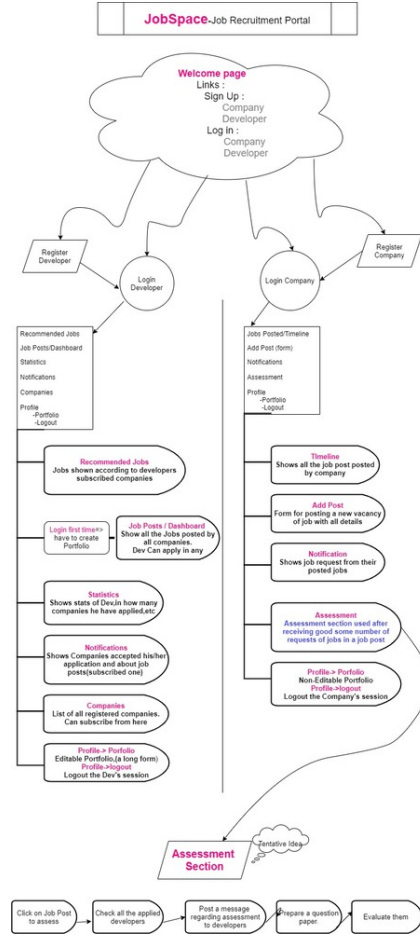 JobSpace-Job Recruitment Portal
Welcome page
Links :
Sign Up :
Company
Developer
Log in :
Company
Developer
Register
Developer
Login
Developer
Login Company
Register
Company
Recommended Jobs
Job Posts/Dashboard
Statistics
Notifications
Companies
Profile
-Portfolio
-Logout
Jobs Posted/Timeline
Add Post (form)
Notifications
Assessment
Profile
-Portfolio
-Logout
Recommended Jobs
Jobs shown according to developers
subscribed companies
Login first time=>
have to create
Portfolio
Job Posts / Dashboard
Show all the Jobs posted by
all companies.
Dev Can apply in any
Statistics
Shows stats of Dev,in how many
companies he have applied,etc
Notifications
Shows Companies accepted his/her
application and about job
posts(subscribed one)
Companies
List of all registered companies.
Can subscribe from here
Profile-> Porfolio
Editable Portfolio,(a long form)
Profile->logout
Logout the Dev's session
TImeline
Shows all the job post posted
by company
Add Post
Form for posting a new vacancy
of job with all details
Notification
Shows job request from their
posted jobs
Assessment
Assessment section used after
receiving good some number of
requests of jobs in a job post
Profile-> Porfolio
Non-Editable Portfolio
Profile->logout
Logout the Company's session
Tentative Idea
Assessment
Section
Click on Job Post
to assess
Check all the applied
developers
Post a message
regarding assessment
to developers
Prepare a question
paper.
Evaluate them